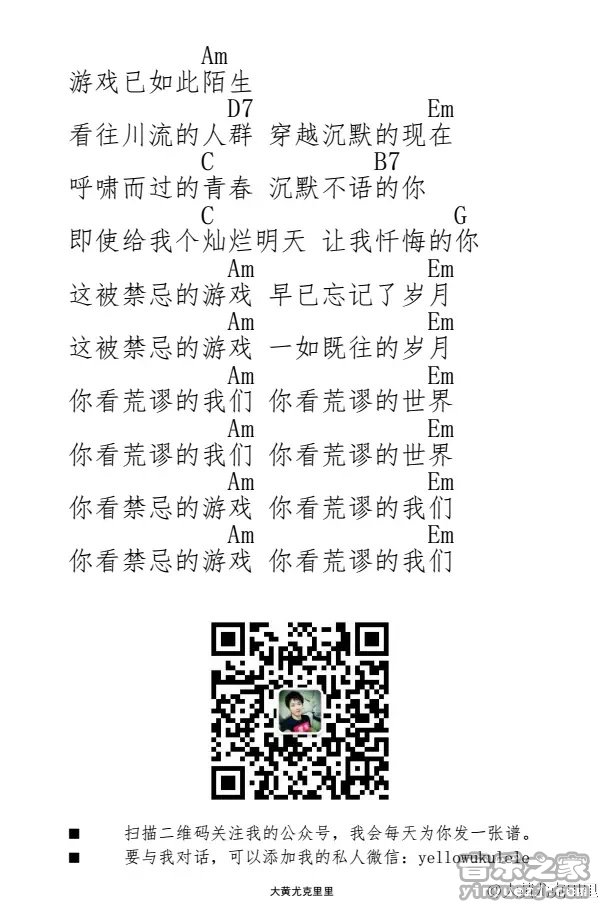 Am
游戏已如此陌生
D7 Em
看往川流的人群 穿越沉默的现在
C B7
呼啸而过的青春 沉默不语的你
C G
即使给我个灿烂明天 让我忏悔的你
Am Em
这被禁忌的游戏 早已忘记了岁月
Am Em
这被禁忌的游戏 一如既往的岁月
Am Em
你看荒谬的我们 你看荒谬的世界
Am Em
你看荒谬的我们 你看荒谬的世界
Am Em
你看禁忌的游戏 你看荒谬的我们
Am Em
你看禁忌的游戏 你看荒谬的我们
■ 扫描二维码关注我的公众号，我会每天为你发一张谱。
■ 要与我对话，可以添加我的私人微信：yellowukulele
音乐之家
大黄尤克里里